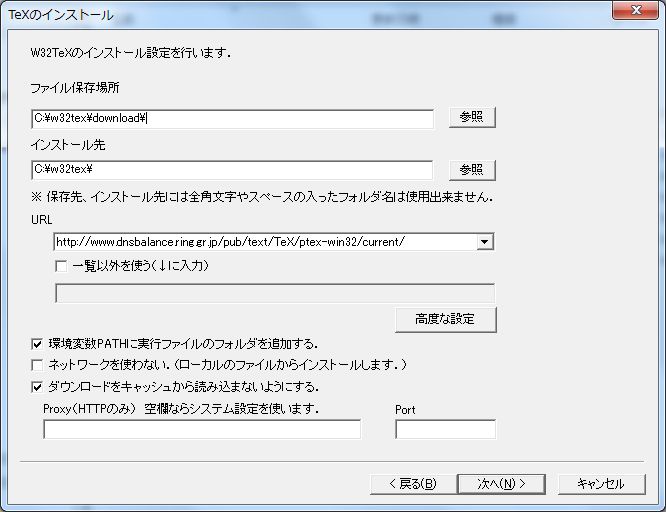 TeXのインストール
W32TeXのインストール設定を行います.
ファイル保存場所
C:¥w32tex¥download¥
参照
インストール先
C:¥w32tex¥
参照
※ 保存先、インストール先には全角文字やスペースの入ったフォルダ名は使用出来ません.
URL
http://www.dnsbalance.ring.gr.jp/pub/text/TeX/ptex-win32/current/
一覧以外を使う(↓に入力)
高度な設定
環境変数PATHに実行ファイルのフォルダを追加する.
ネットワークを使わない.(ローカルのファイルからインストールします.)
ダウンロードをキャッシュから読み込まないようにする.
Proxy(HTTPのみ) 空欄ならシステム設定を使います. Port
< 戻る(B) 次へ(N) > キャンセル